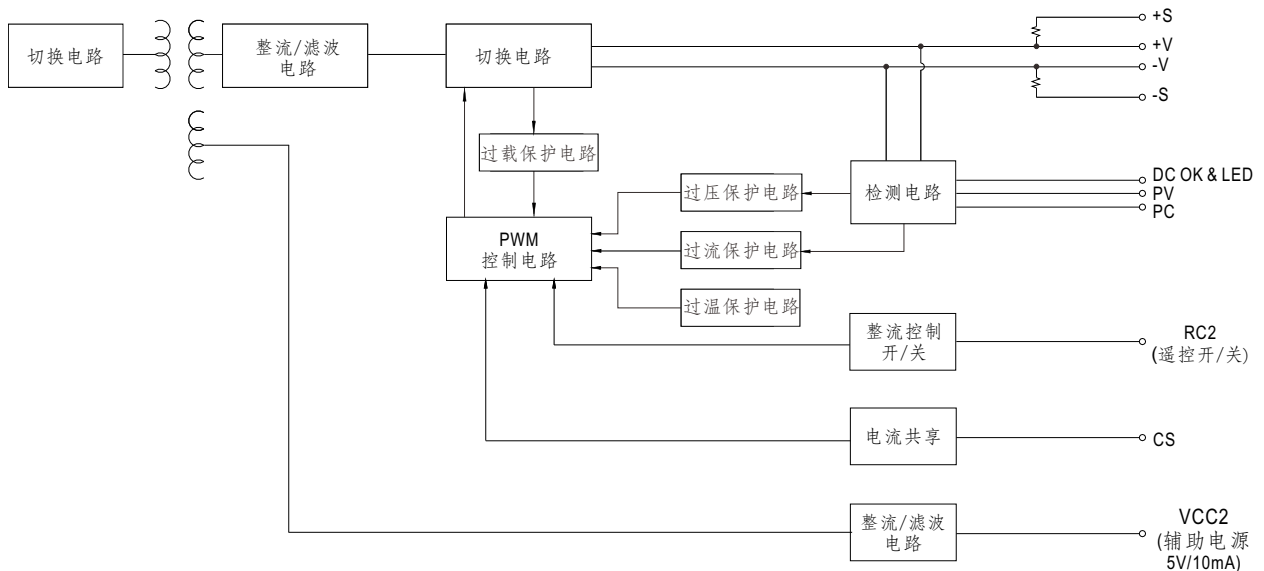 切换电路
整流/滤波
电路
切换电路
+S
+V
-V
-S
过载保护电路
过压保护电路
检测电路
DC OK & LED
PV
PC
PWM
控制电路
过流保护电路
过温保护电路
整流控制
开/关
RC2
(遥控开/关)
电流共享
CS
整流/滤波
电路
VCC2
(辅助电源
5V/10mA)